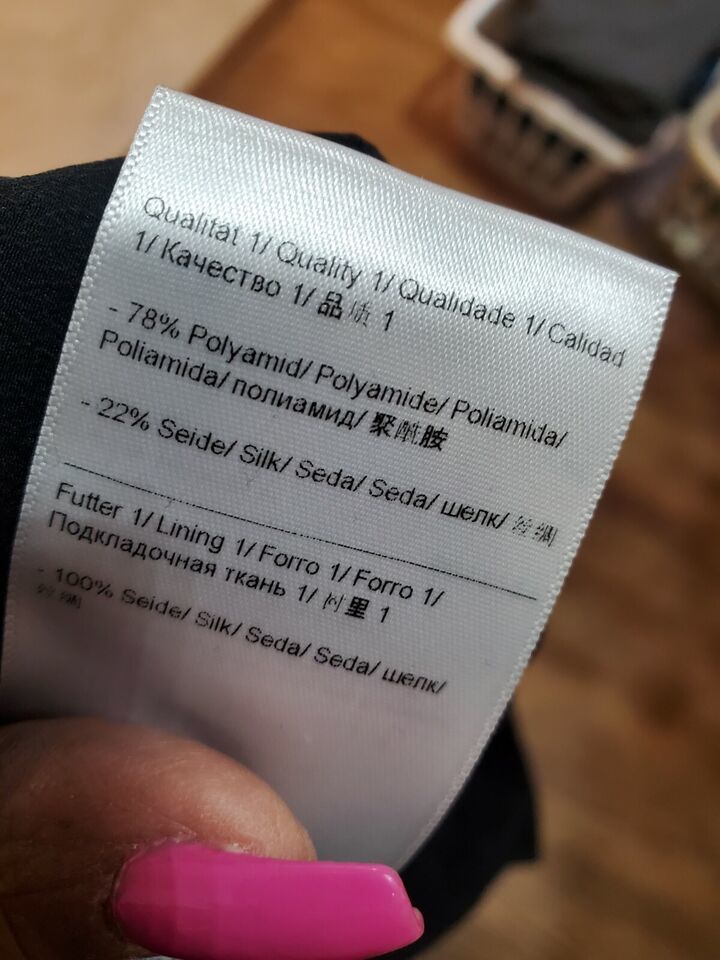 Qualität 1/ Quality 1/ Qualidade 1/ Calidad
1/ Качество 1/ 品质 1
- 78% Polyamid/ Polyamide/ Poliamida/
Poliamida/ полиамид/ 聚酰胺
- 22% Seide/ Silk/ Seda/ Seda/ шелк/ 丝绸
Futter 1/ Lining 1/ Forro 1/ Forro 1/
Подкладочная ткань 1/ 衬里 1
- 100% Seide/ Silk/ Seda/ Seda/ шелк/
丝绸